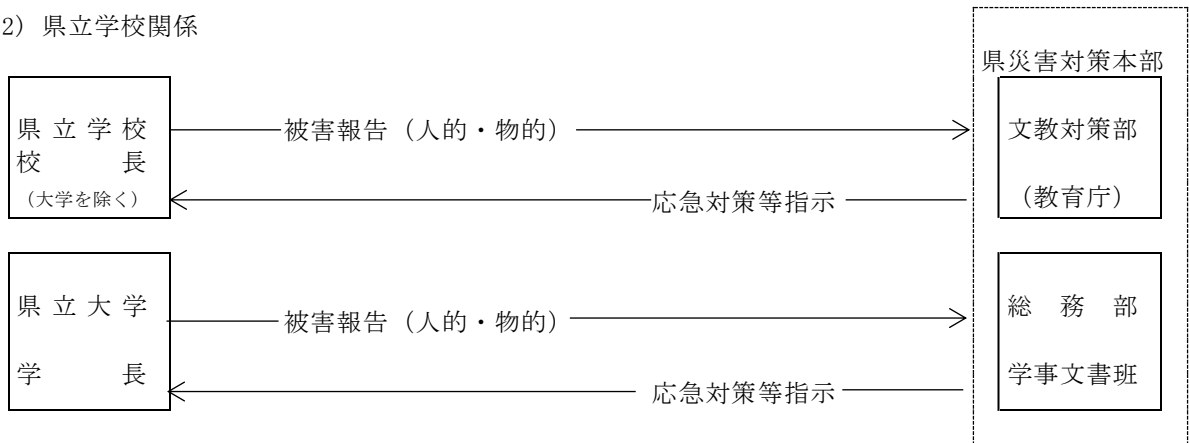 2) 県立学校関係
県災害対策本部
県立学校
校長
(大学を除く)
被害報告（人的・物的）
応急対策等指示
文教対策部
（教育庁）
県立大学
学長
被害報告（人的・物的）
応急対策等指示
総務部
学事文書班